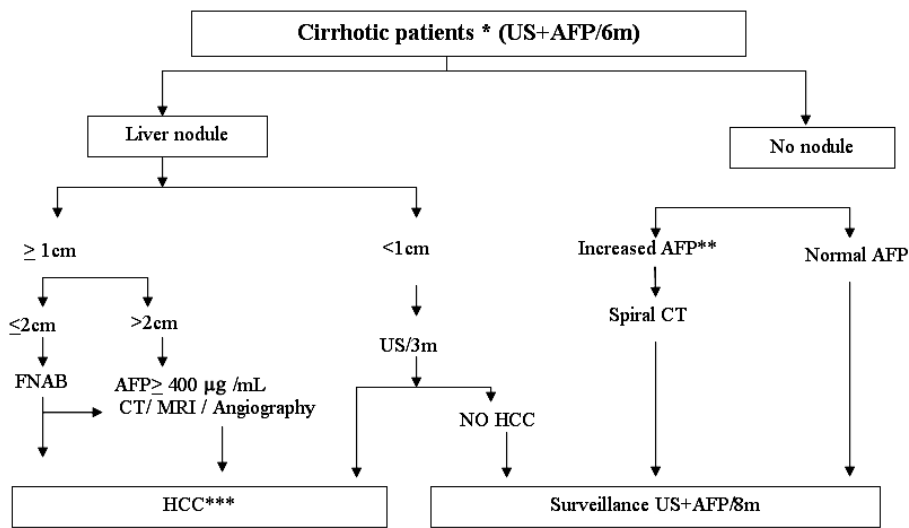 Cirrhotic patients * (US+AFP/6m)
Liver nodule
No nodule
≥ 1cm
<1cm
Increased AFP**
Normal AFP
≤2cm
>2cm
Spiral CT
US/3m
FNAB
AFP≥ 400 µg /mL
CT/ MRI / Angiography
NO HCC
HCC***
Surveillance US+AFP/8m